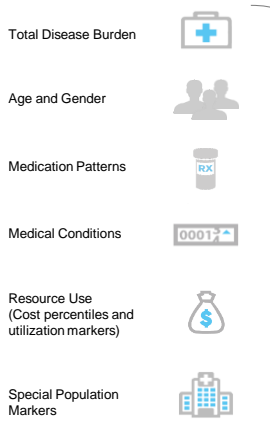 Total Disease Burden
Age and Gender
Medication Patterns
RX
Medical Conditions
0001
Resource Use
(Cost percentiles and
utilization markers)
$
Special Population
Markers